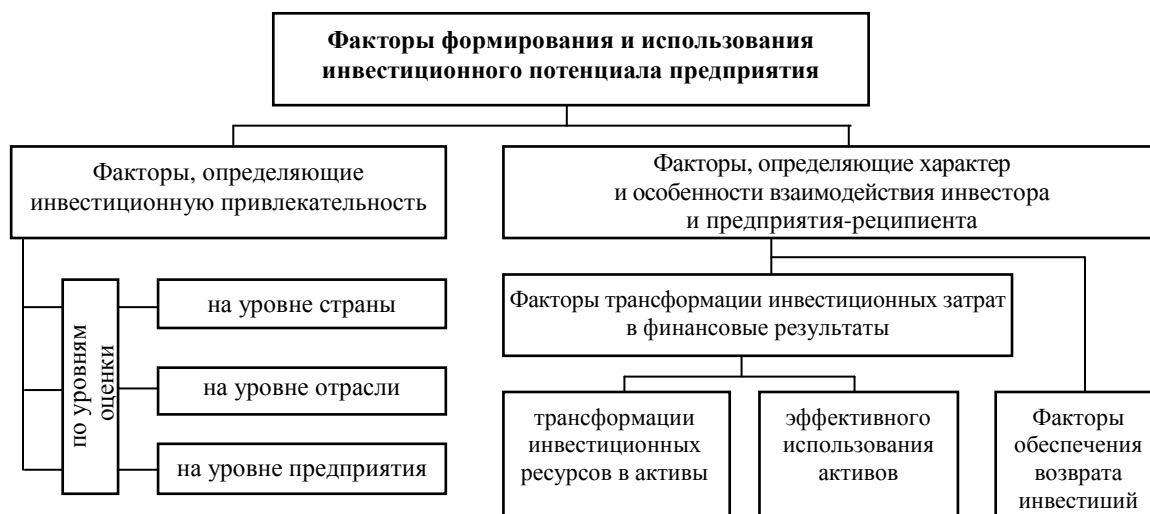 Факторы формирования и использования
инвестиционного потенциала предприятия
Факторы, определяющие
инвестиционную привлекательность
Факторы, определяющие характер
и особенности взаимодействия инвестора
и предприятия-реципиента
по уровням
оценки
на уровне страны
на уровне отрасли
на уровне предприятия
Факторы трансформации инвестиционных затрат
в финансовые результаты
трансформации
инвестиционных
ресурсов в активы
эффективного
использования
активов
Факторы
обеспечения
возврата
инвестиций